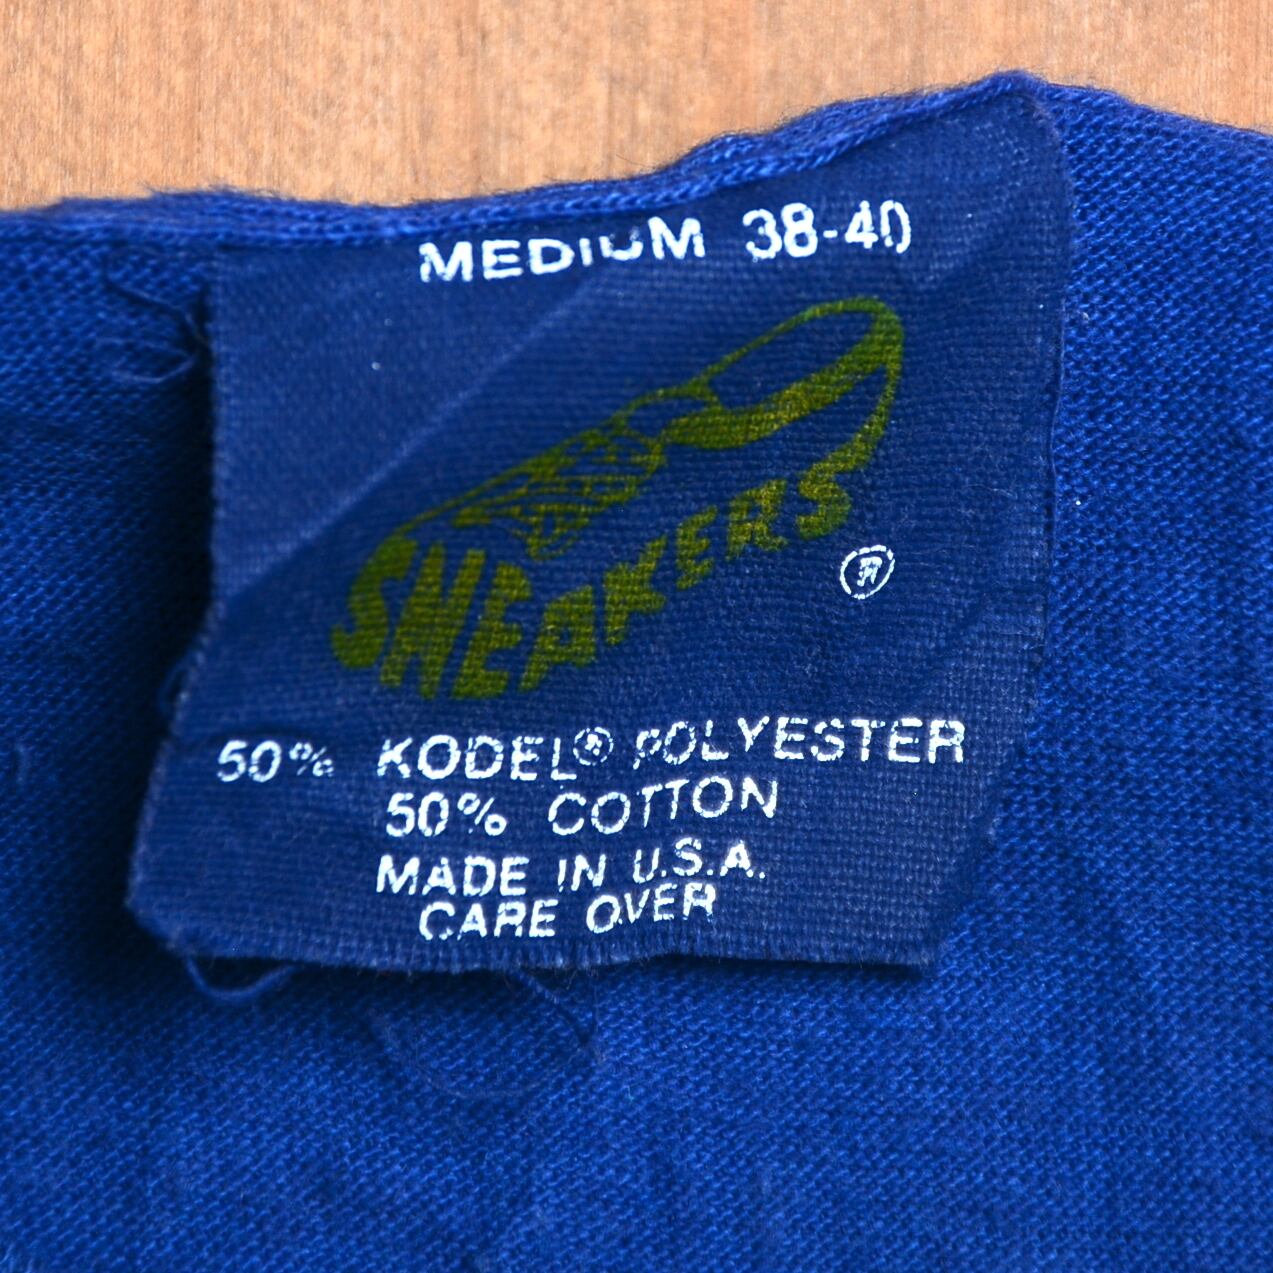 MEDIUM 38-40
SNEAKERS
®
50% KODEL® POLYESTER
50% COTTON
MADE IN U.S.A.
CARE OVER